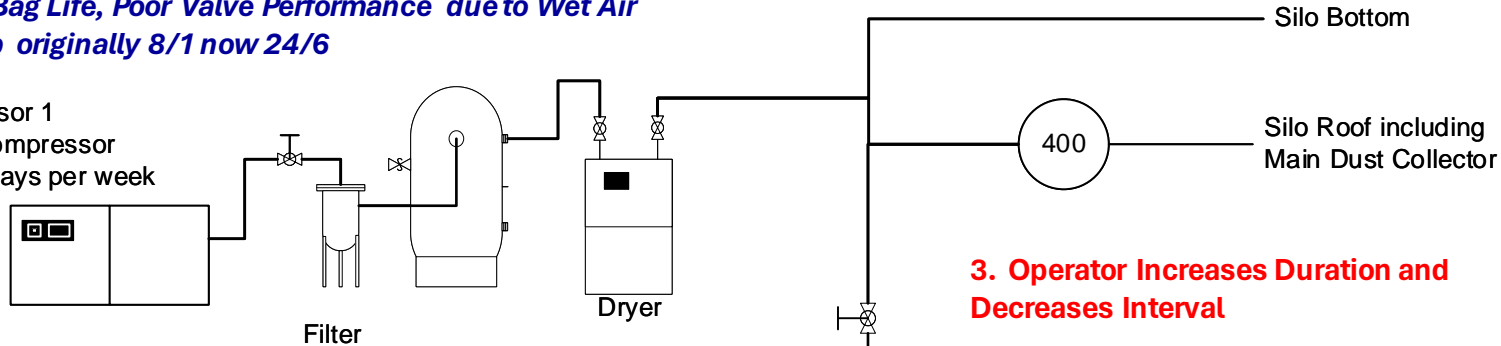 Bag Life, Poor Valve Performance due to Wet Air
originally 8/1 now 24/6
Silo Bottom
sor 1
ompressor
ays per week
400
Silo Roof including
Main Dust Collector
3. Operator Increases Duration and
Decreases Interval
Dryer
Filter